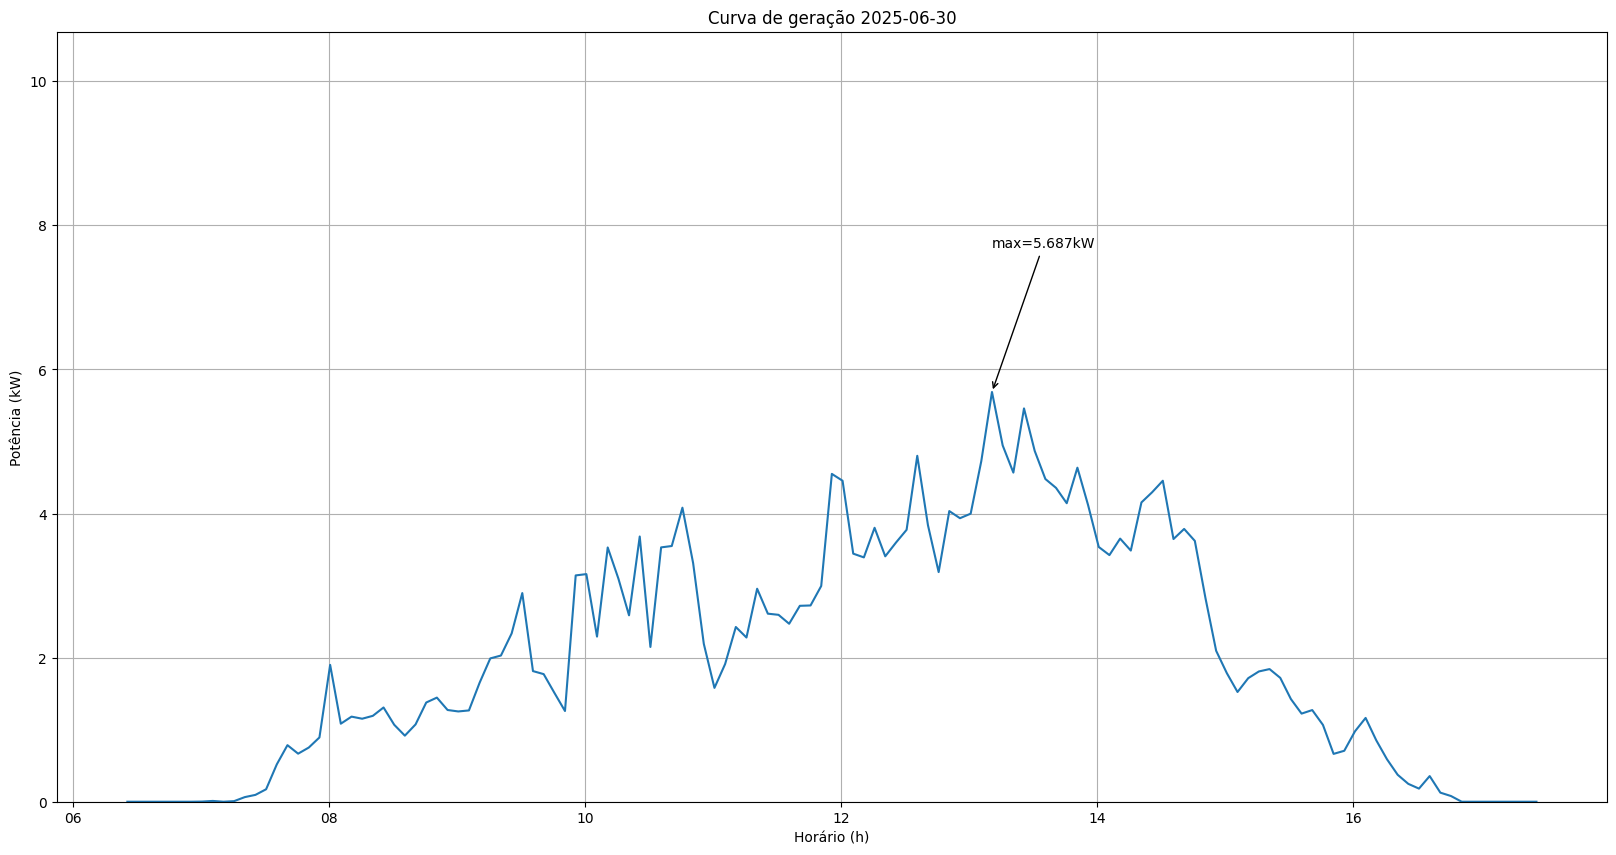 Curva de geração 2025-06-30
10
8
max=5.687kW
6
Potência (kW)
4
2
0
06 08 10 12 14 16
Horário (h)